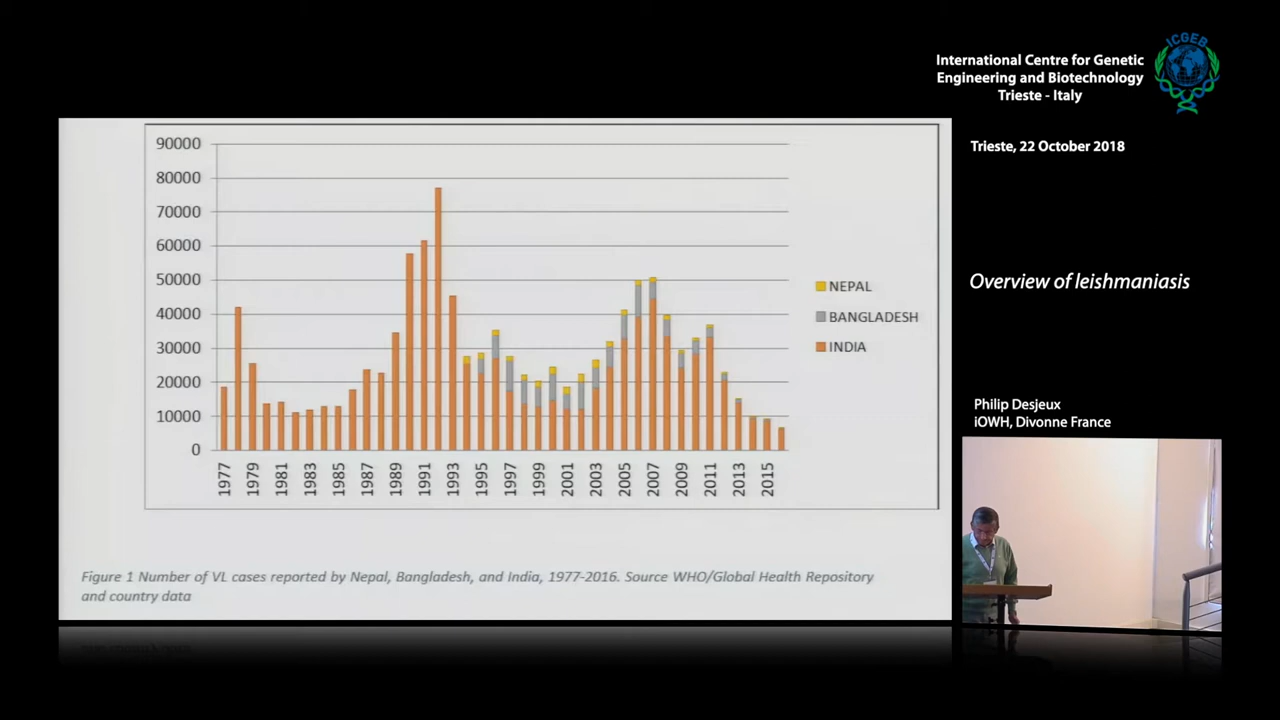 ICGEB
International Centre for Genetic
Engineering and Biotechnology
Trieste - Italy
Trieste, 22 October 2018
Overview of leishmaniasis
Philip Desjeux
iOWH, Divonne France
90000
80000
70000
60000
50000
40000
30000
20000
10000
0
1977
1979
1981
1983
1985
1987
1989
1991
1993
1995
1997
1999
2001
2003
2005
2007
2009
2011
2013
2015
NEPAL
BANGLADESH
INDIA
Figure 1 Number of VL cases reported by Nepal, Bangladesh, and India, 1977-2016. Source WHO/Global Health Repository
and country data